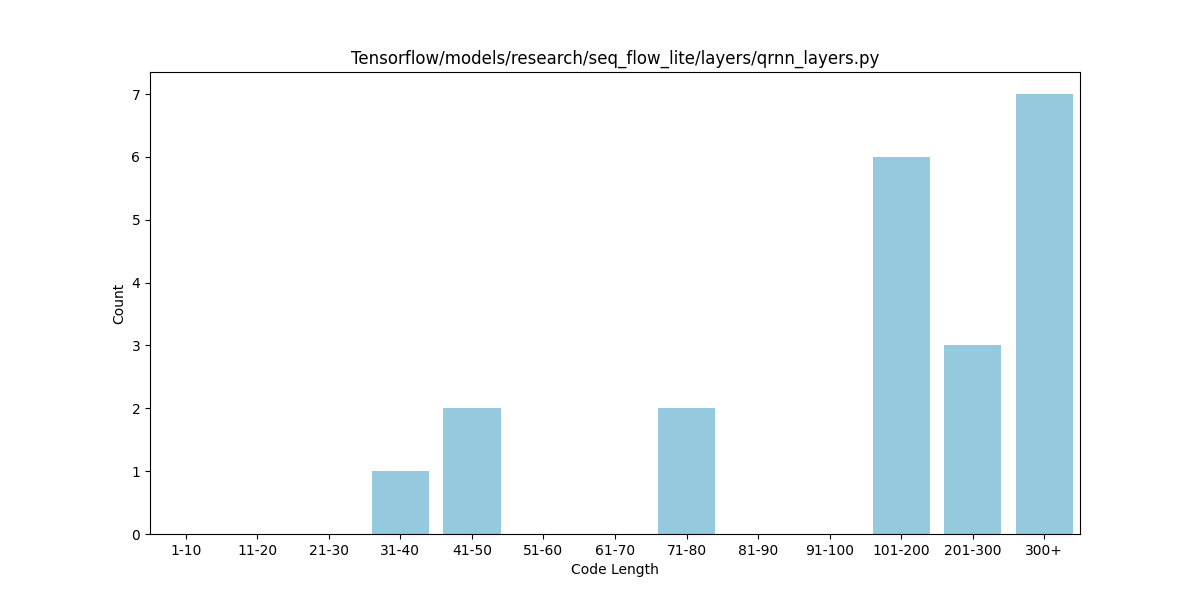 Tensorflow/models/research/seq_flow_lite/layers/qrnn_layers.py
7
6
5
4
3
2
1
0
Count
1-10 11-20 21-30 31-40 41-50 51-60 61-70 71-80 81-90 91-100 101-200 201-300 300+
Code Length